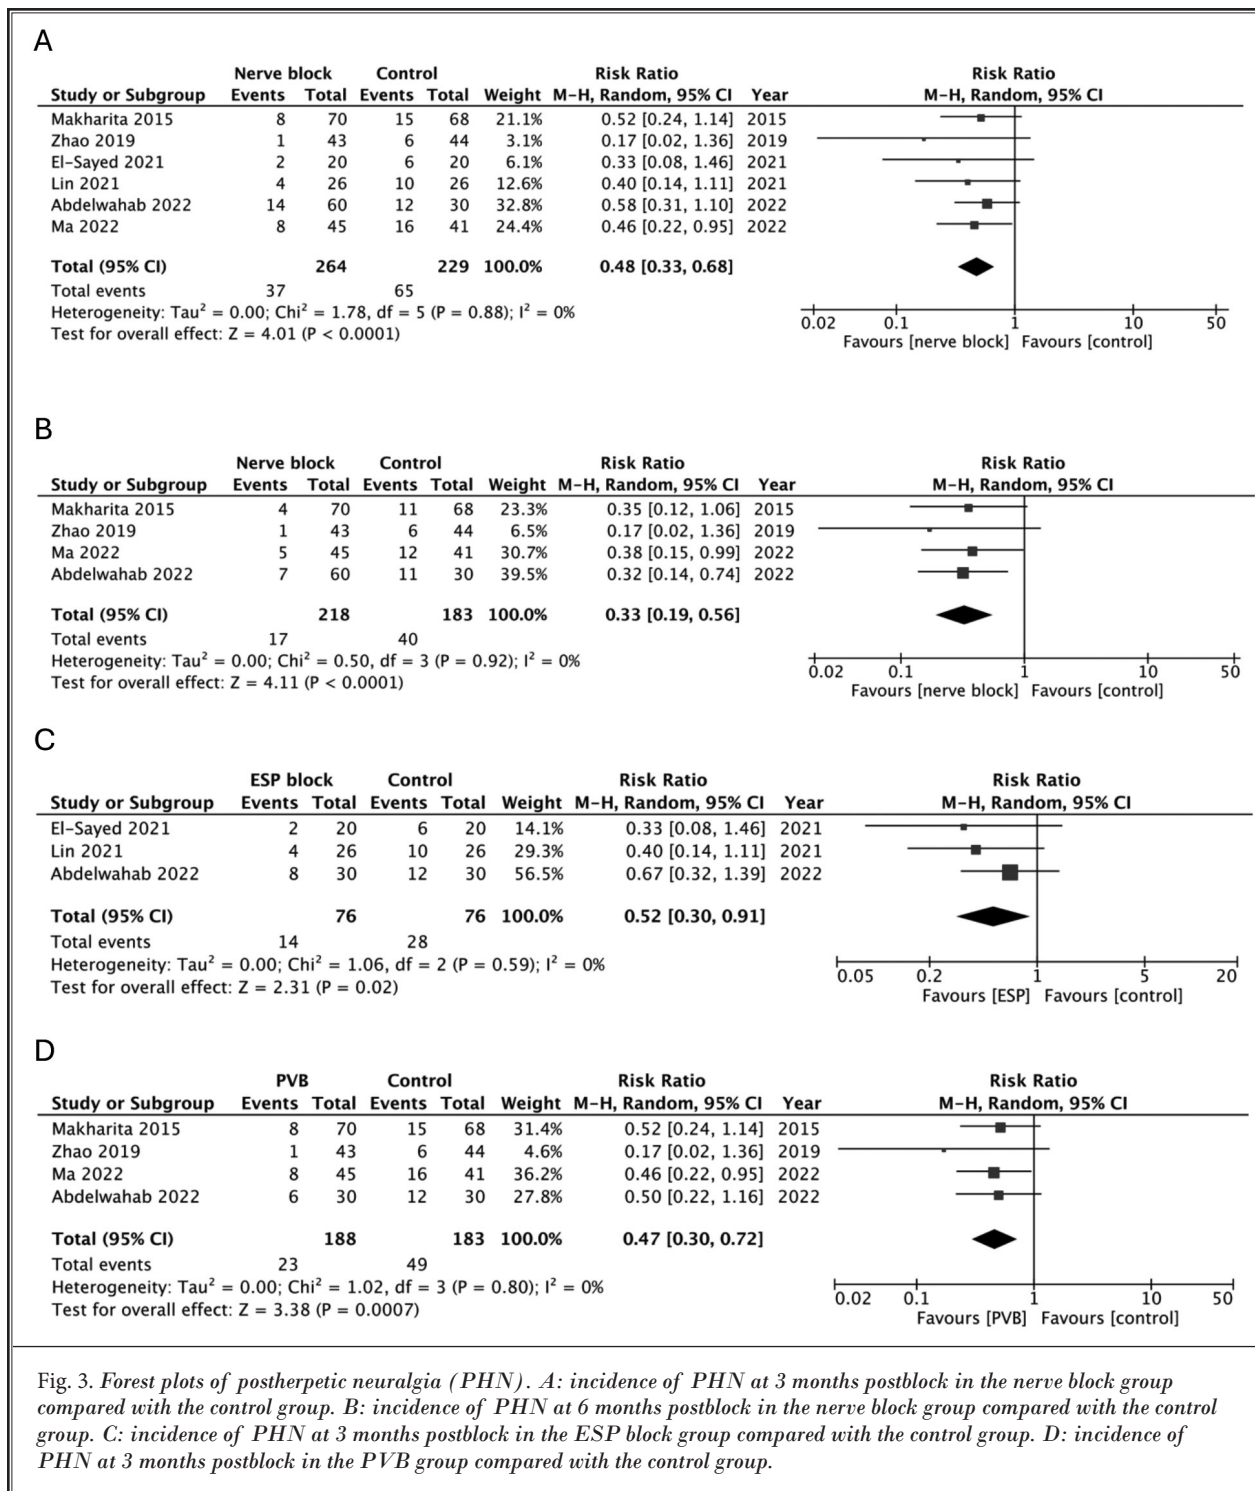 A
Nerve block Control Risk Ratio Risk Ratio
Study or Subgroup Events Total Events Total Weight M-H, Random, 95% CI Year M-H, Random, 95% CI
Makharita 2015 8 70 15 68 21.1% 0.52 [0.24, 1.14] 2015
Zhao 2019 1 43 6 44 3.1% 0.17 [0.02, 1.36] 2019
El-Sayed 2021 2 20 6 20 6.1% 0.33 [0.08, 1.46] 2021
Lin 2021 4 26 10 26 12.6% 0.40 [0.14, 1.11] 2021
Abdelwahab 2022 14 60 12 30 32.8% 0.58 [0.31, 1.10] 2022
Ma 2022 8 45 16 41 24.4% 0.46 [0.22, 0.95] 2022
Total (95% CI) 264 229 100.0% 0.48 [0.33, 0.68]
Total events 37 65
Heterogeneity: Tau² = 0.00; Chi² = 1.78, df = 5 (P = 0.88); I² = 0%
Test for overall effect: Z = 4.01 (P < 0.0001)
0.02 0.1 1 10 50
Favours [nerve block] Favours [control]
B
Nerve block Control Risk Ratio Risk Ratio
Study or Subgroup Events Total Events Total Weight M-H, Random, 95% CI Year M-H, Random, 95% CI
Makharita 2015 4 70 11 68 23.3% 0.35 [0.12, 1.06] 2015
Zhao 2019 1 43 6 44 6.5% 0.17 [0.02, 1.36] 2019
Ma 2022 5 45 12 41 30.7% 0.38 [0.15, 0.99] 2022
Abdelwahab 2022 7 60 11 30 39.5% 0.32 [0.14, 0.74] 2022
Total (95% CI) 218 183 100.0% 0.33 [0.19, 0.56]
Total events 17 40
Heterogeneity: Tau² = 0.00; Chi² = 0.50, df = 3 (P = 0.92); I² = 0%
Test for overall effect: Z = 4.11 (P < 0.0001)
0.02 0.1 1 10 50
Favours [nerve block] Favours [control]
C
ESP block Control Risk Ratio Risk Ratio
Study or Subgroup Events Total Events Total Weight M-H, Random, 95% CI Year M-H, Random, 95% CI
El-Sayed 2021 2 20 6 20 14.1% 0.33 [0.08, 1.46] 2021
Lin 2021 4 26 10 26 29.3% 0.40 [0.14, 1.11] 2021
Abdelwahab 2022 8 30 12 30 56.5% 0.67 [0.32, 1.39] 2022
Total (95% CI) 76 76 100.0% 0.52 [0.30, 0.91]
Total events 14 28
Heterogeneity: Tau² = 0.00; Chi² = 1.06, df = 2 (P = 0.59); I² = 0%
Test for overall effect: Z = 2.31 (P = 0.02)
0.05 0.2 1 5 20
Favours [ESP] Favours [control]
D
PVB Control Risk Ratio Risk Ratio
Study or Subgroup Events Total Events Total Weight M-H, Random, 95% CI Year M-H, Random, 95% CI
Makharita 2015 8 70 15 68 31.4% 0.52 [0.24, 1.14] 2015
Zhao 2019 1 43 6 44 4.6% 0.17 [0.02, 1.36] 2019
Ma 2022 8 45 16 41 36.2% 0.46 [0.22, 0.95] 2022
Abdelwahab 2022 6 30 12 30 27.8% 0.50 [0.22, 1.16] 2022
Total (95% CI) 188 183 100.0% 0.47 [0.30, 0.72]
Total events 23 49
Heterogeneity: Tau² = 0.00; Chi² = 1.02, df = 3 (P = 0.80); I² = 0%
Test for overall effect: Z = 3.38 (P = 0.0007)
0.02 0.1 1 10 50
Favours [PVB] Favours [control]
Fig. 3. Forest plots of postherpetic neuralgia (PHN). A: incidence of PHN at 3 months postblock in the nerve block group
compared with the control group. B: incidence of PHN at 6 months postblock in the nerve block group compared with the control
group. C: incidence of PHN at 3 months postblock in the ESP block group compared with the control group. D: incidence of
PHN at 3 months postblock in the PVB group compared with the control group.